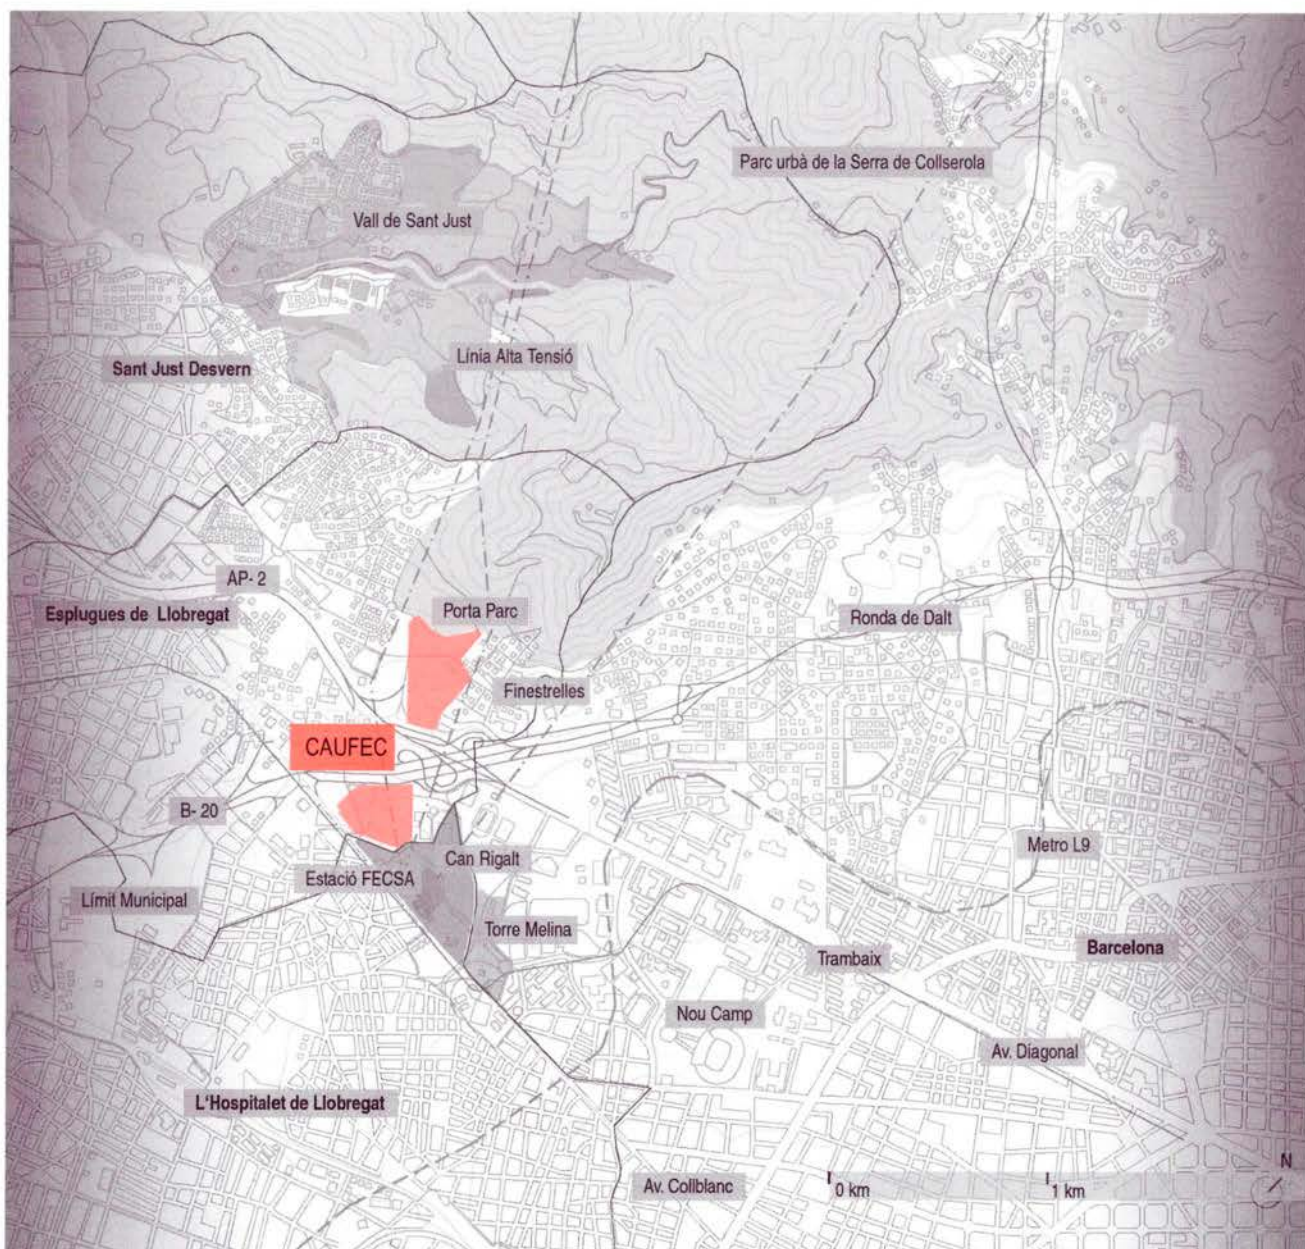 Parc urbà de la Serra de Collserola
Vall de Sant Just
Línia Alta Tensió
Sant Just Desvern
AP- 2
Esplugues de Llobregat
Porta Parc
Ronda de Dalt
Finestrelles
CAUFEC
B- 20
Metro L9
Can Rigalt
Estació FECSA
Límit Municipal
Torre Melina
Barcelona
Trambaix
Nou Camp
Av. Diagonal
L'Hospitalet de Llobregat
N
Av. Collblanc
0 km
1 km